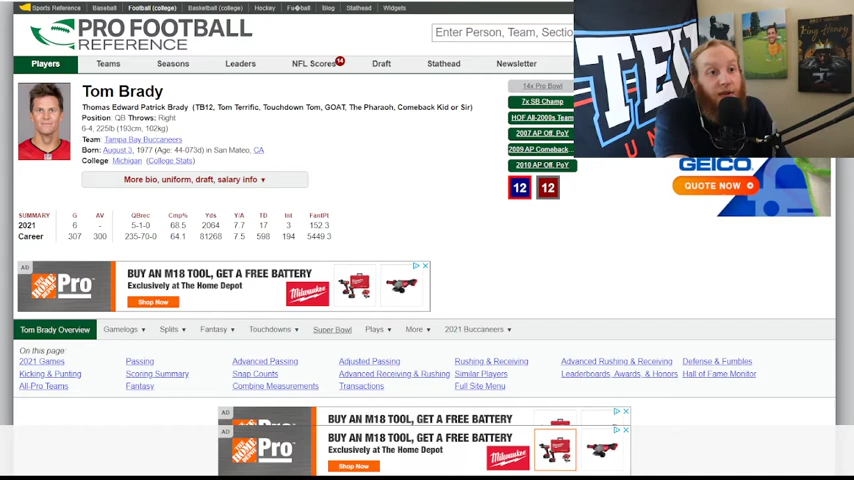 Sports Reference
Baseball
Football (college)
Basketball (college)
Hockey
Fu�ball
Blog
Stathead
Widgets
PRO FOOTBALL
REFERENCE
Enter Person, Team, Section
Players
Teams
Seasons
Leaders
NFL Scores
14
Draft
Stathead
Newsletter
Tom Brady
Thomas Edward Patrick Brady (TB12, Tom Terrific, Touchdown Tom, GOAT, The Pharaoh, Comeback Kid or Sir)
Position: QB Throws: Right
6-4, 225lb (193cm, 102kg)
Team: Tampa Bay Buccaneers
Born: August 3, 1977 (Age: 44-073d) in San Mateo, CA
College: Michigan (College Stats)
More bio, uniform, draft, salary info ▼
14x Pro Bowl
7x SB Champ
HOF All-2000s Team
2007 AP Off. PoY
2009 AP Comeback
2010 AP Off. PoY
12
12
TEC
GEICO
QUOTE NOW
SUMMARY G AV QBrec Cmp% Yds Y/A TD Int FantPt
2021 6 - 5-1-0 68.5 2064 7.7 17 3 152.3
Career 307 300 235-70-0 64.1 81268 7.5 598 194 5449.3
AD
Pro
BUY AN M18 TOOL, GET A FREE BATTERY
Exclusively at The Home Depot
Shop Now
Milwaukee
Tom Brady Overview
Gamelogs ▼
Splits ▼
Fantasy ▼
Touchdowns ▼
Super Bowl
Plays ▼
More ▼
2021 Buccaneers ▼
On this page:
2021 Games
Passing
Advanced Passing
Adjusted Passing
Rushing & Receiving
Advanced Rushing & Receiving
Defense & Fumbles
Kicking & Punting
Scoring Summary
Snap Counts
Advanced Receiving & Rushing
Similar Players
Leaderboards, Awards, & Honors
Hall of Fame Monitor
All-Pro Teams
Fantasy
Combine Measurements
Transactions
Full Site Menu
AD
BUY AN M18 TOOL, GET A FREE BATTERY
AD
Pro
BUY AN M18 TOOL, GET A FREE BATTERY
Exclusively at The Home Depot
Shop Now
Milwaukee